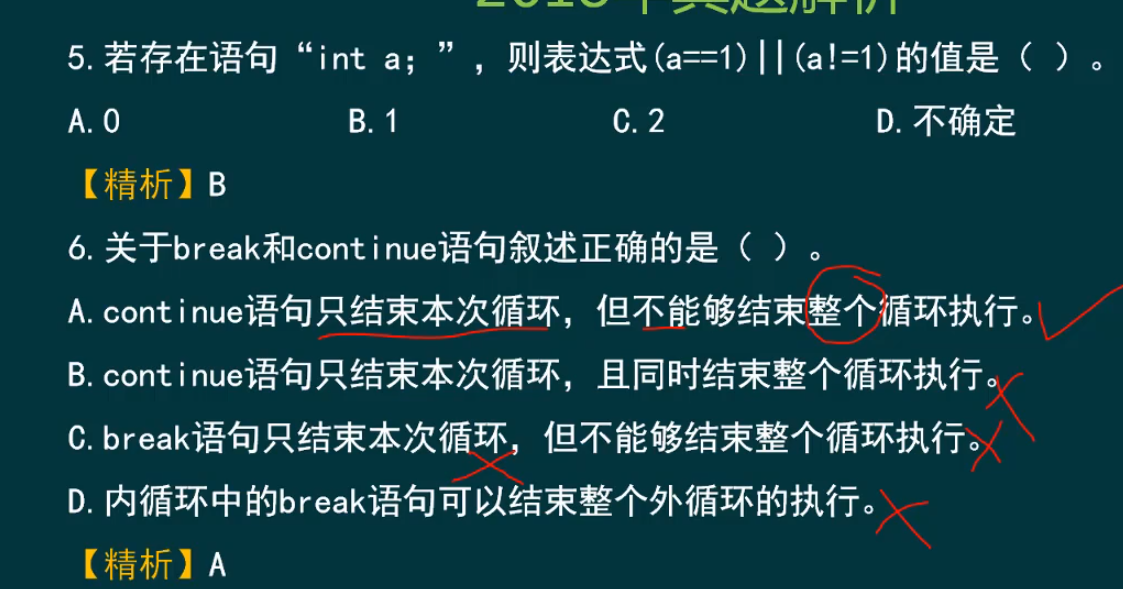 5. 若存在语句“int a；”，则表达式(a==1)||(a!=1)的值是（ ）。
A. 0 B. 1 C. 2 D. 不确定
【精析】B
6. 关于break和continue语句叙述正确的是（ ）。
A. continue语句只结束本次循环，但不能够结束整个循环执行。
B. continue语句只结束本次循环，且同时结束整个循环执行。
C. break语句只结束本次循环，但不能够结束整个循环执行。
D. 内循环中的break语句可以结束整个外循环的执行。
【精析】A